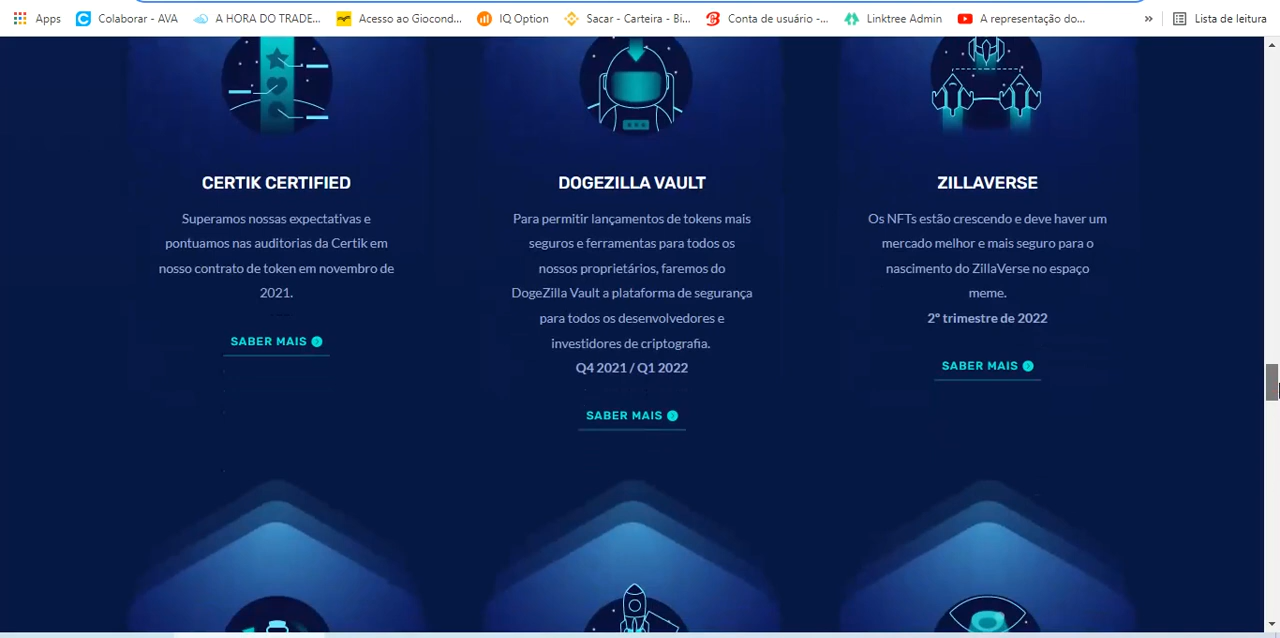 Apps Colaborar - AVA A HORA DO TRADE... Acesso ao Giocond... IQ Option Sacar - Carteira - Bi... Conta de usuário -... Linktree Admin A representação do... » Lista de leitura
CERTIK CERTIFIED
Superamos nossas expectativas e
pontuamos nas auditorias da Certik em
nosso contrato de token em novembro de
2021.
SABER MAIS
DOGEZILLA VAULT
Para permitir lançamentos de tokens mais
seguros e ferramentas para todos os
nossos proprietários, faremos do
DogeZilla Vault a plataforma de segurança
para todos os desenvolvedores e
investidores de criptografia.
Q4 2021 / Q1 2022
SABER MAIS
ZILLAVERSE
Os NFTs estão crescendo e deve haver um
mercado melhor e mais seguro para o
nascimento do ZillaVerse no espaço
meme.
2º trimestre de 2022
SABER MAIS